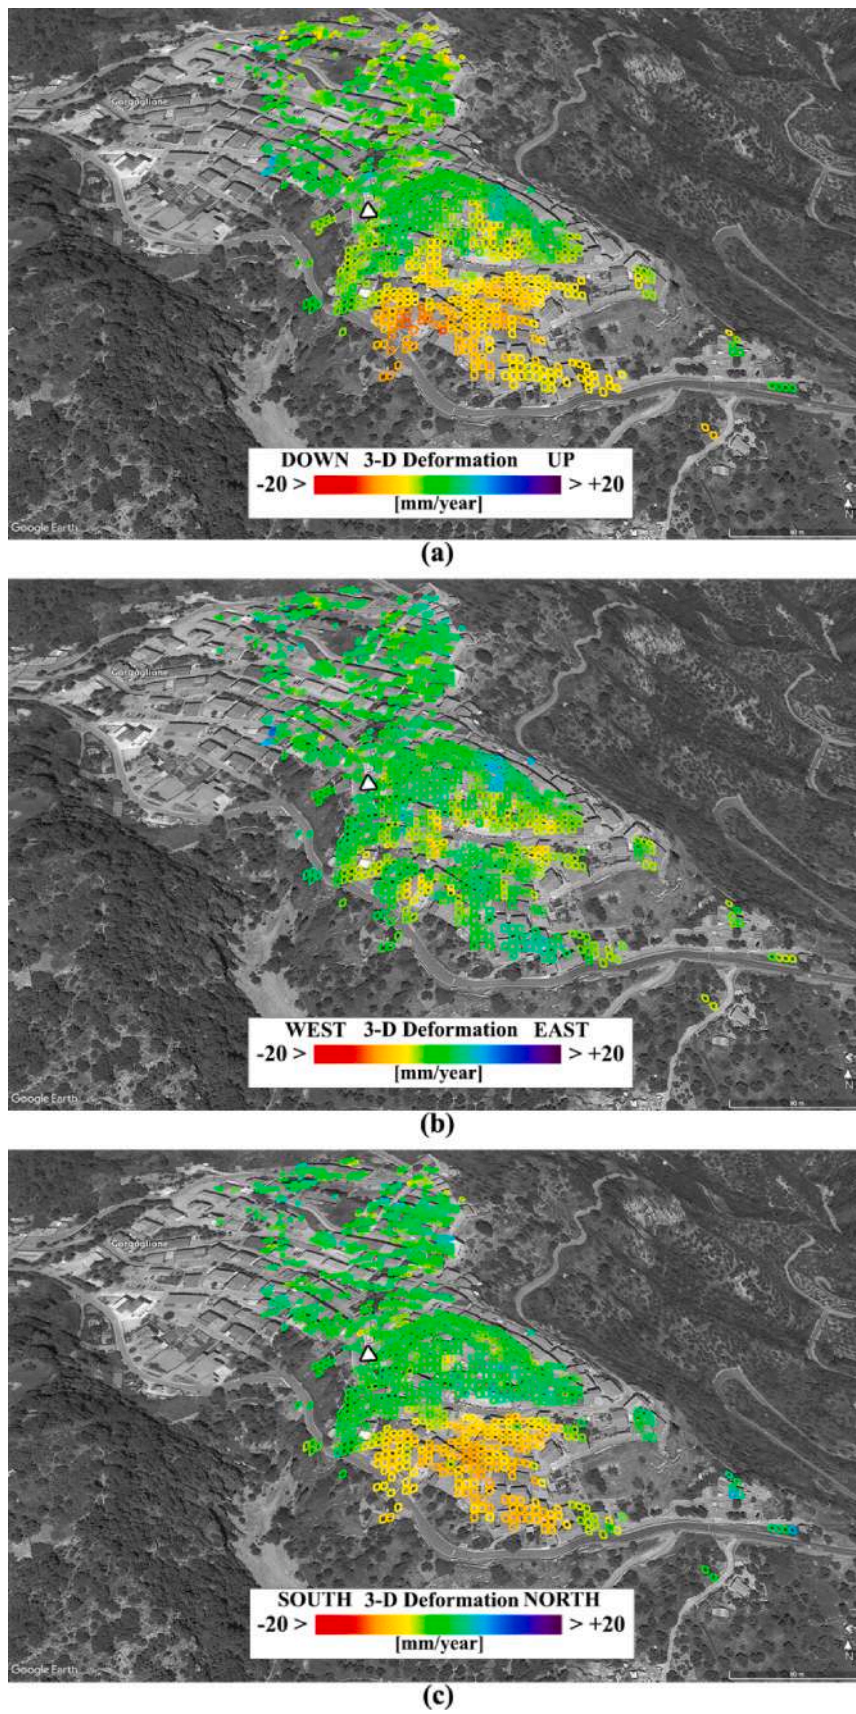 Gorgoglione
DOWN 3-D Deformation UP
-20 > > +20
[mm/year]
Google Earth
N
(a)
Gorgoglione
WEST 3-D Deformation EAST
-20 > > +20
[mm/year]
Google Earth
N
(b)
Gorgoglione
SOUTH 3-D Deformation NORTH
-20 > > +20
[mm/year]
Google Earth
N
(c)